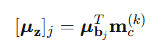 [μ_z]_j = μ_{b_j}^T m_c^{(k)}